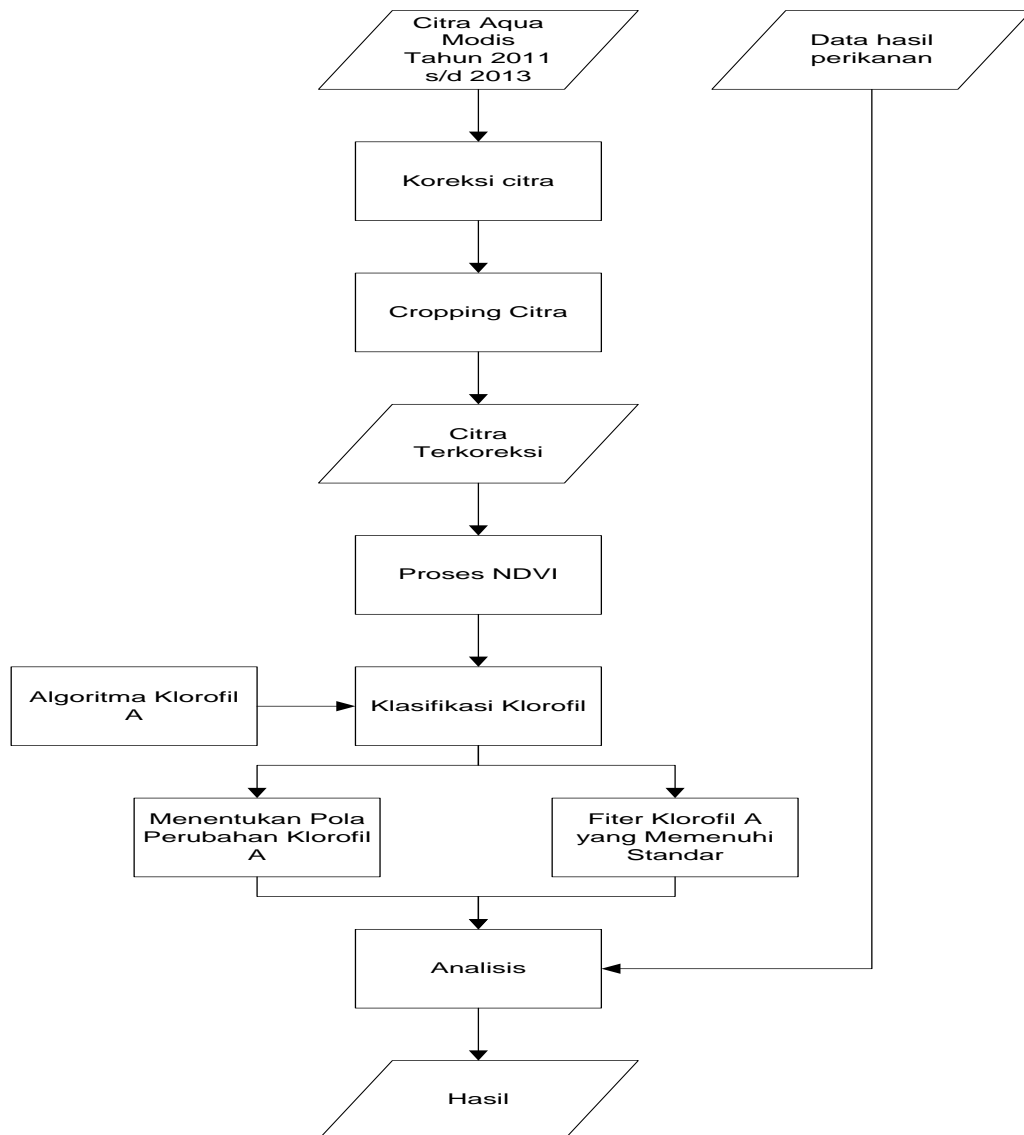 Citra Aqua
Modis
Tahun 2011
s/d 2013
Data hasil
perikanan
Koreksi citra
Cropping Citra
Citra
Terkoreksi
Proses NDVI
Algoritma Klorofil
A
Klasifikasi Klorofil
Menentukan Pola
Perubahan Klorofil
A
Fiter Klorofil A
yang Memenuhi
Standar
Analisis
Hasil